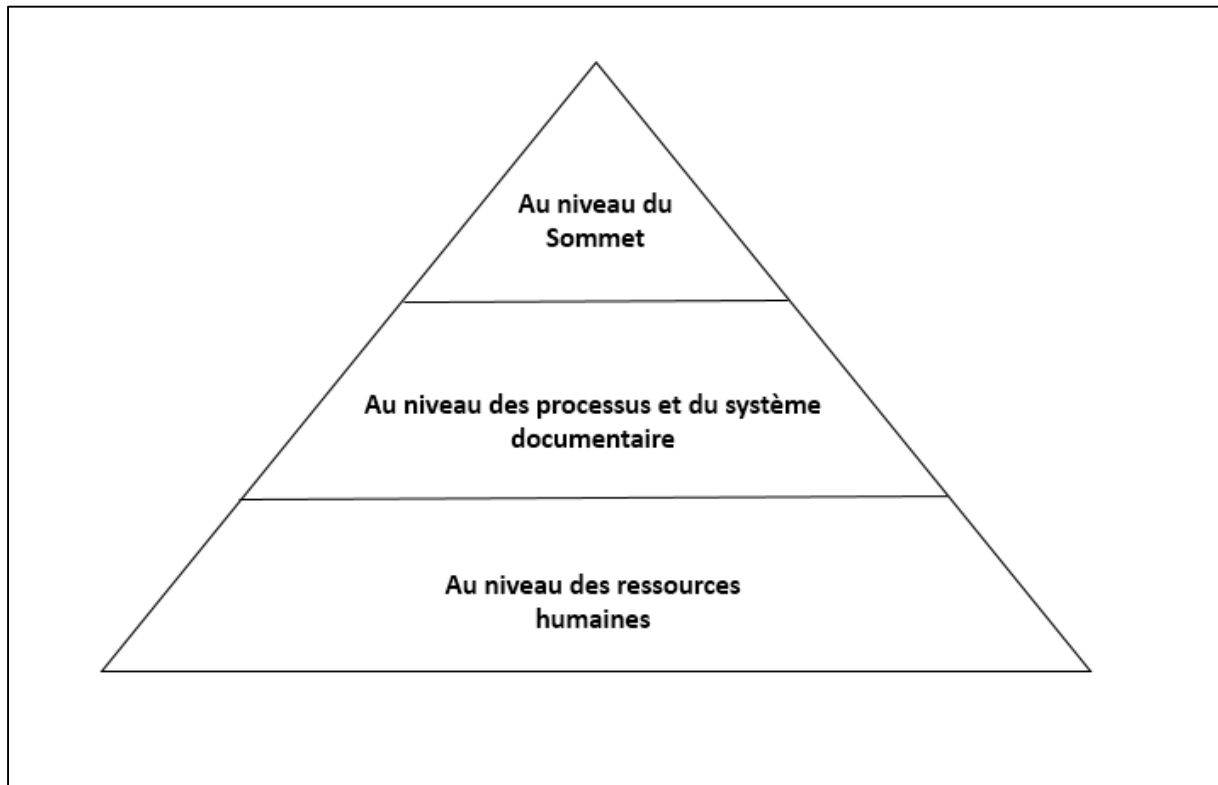 Au niveau du
Sommet
Au niveau des processus et du système
documentaire
Au niveau des ressources
humaines